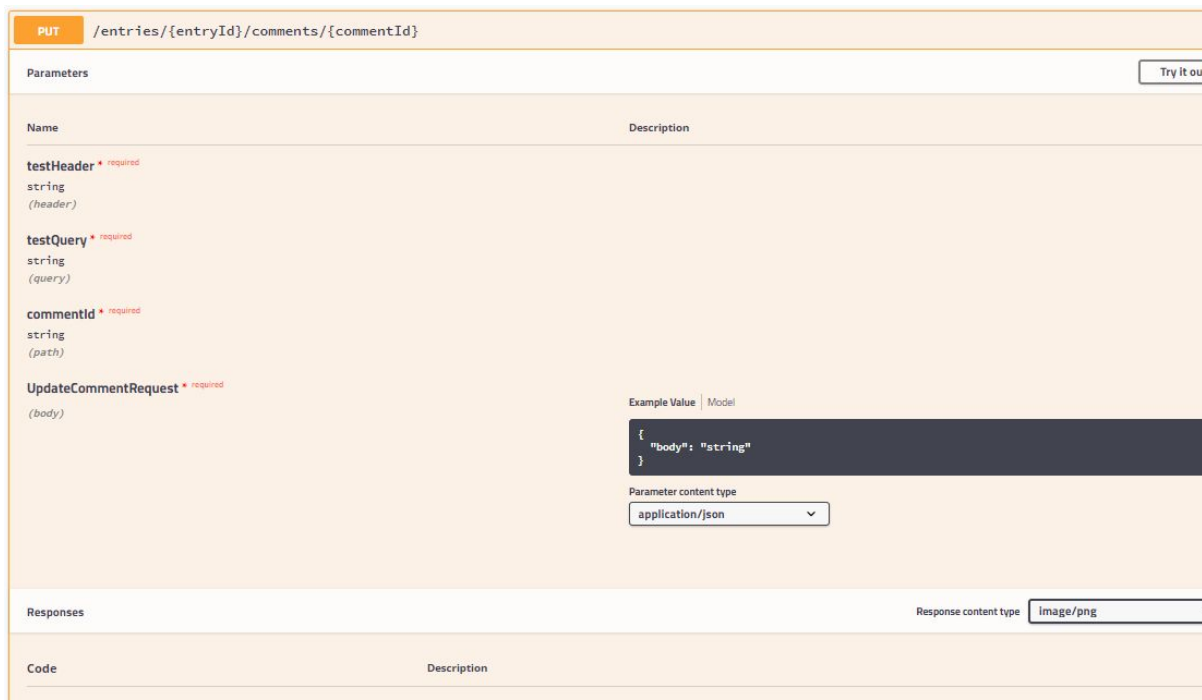 PUT /entries/{entryId}/comments/{commentId}
Parameters
Try it ou
Name Description
testHeader * required
string
(header)
testQuery * required
string
(query)
commentId * required
string
(path)
UpdateCommentRequest * required
(body)
Example Value Model
{
"body": "string"
}
Parameter content type
application/json
Responses
Response content type image/png
Code Description